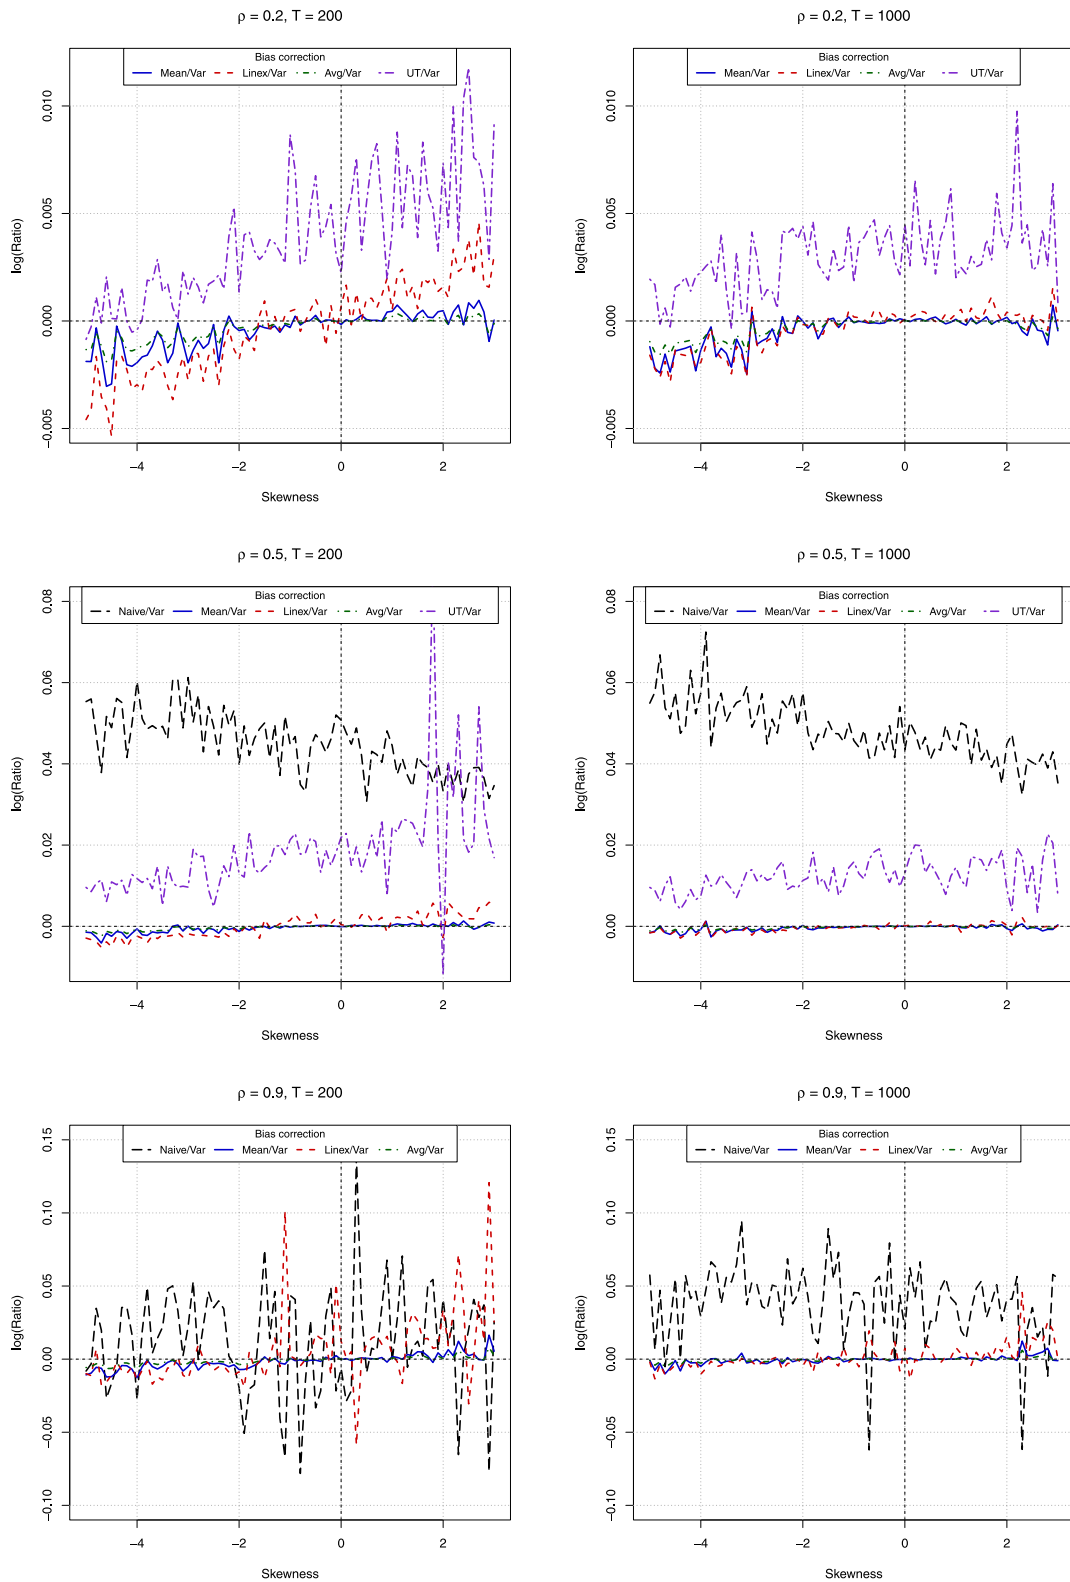 ρ = 0.2, T = 200
Bias correction
Mean/Var Linex/Var Avg/Var UT/Var
log(Ratio)
0.010
0.005
0.000
−0.005
−4 −2 0 2
Skewness
ρ = 0.2, T = 1000
Bias correction
Mean/Var Linex/Var Avg/Var UT/Var
log(Ratio)
0.010
0.005
0.000
−0.005
−4 −2 0 2
Skewness
ρ = 0.5, T = 200
Bias correction
Naive/Var Mean/Var Linex/Var Avg/Var UT/Var
log(Ratio)
0.08
0.06
0.04
0.02
0.00
−4 −2 0 2
Skewness
ρ = 0.5, T = 1000
Bias correction
Naive/Var Mean/Var Linex/Var Avg/Var UT/Var
log(Ratio)
0.08
0.06
0.04
0.02
0.00
−4 −2 0 2
Skewness
ρ = 0.9, T = 200
Bias correction
Naive/Var Mean/Var Linex/Var Avg/Var
log(Ratio)
0.15
0.10
0.05
0.00
−0.05
−0.10
−4 −2 0 2
Skewness
ρ = 0.9, T = 1000
Bias correction
Naive/Var Mean/Var Linex/Var Avg/Var
log(Ratio)
0.15
0.10
0.05
0.00
−0.05
−0.10
−4 −2 0 2
Skewness